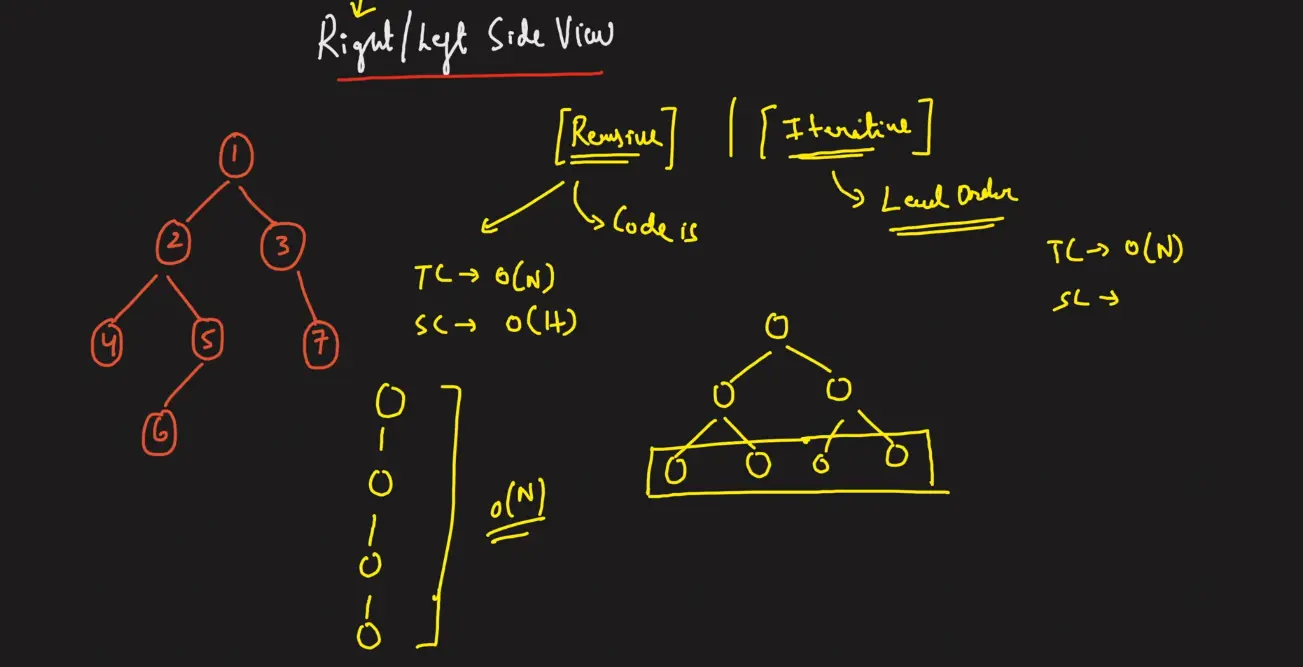 Right/Left Side View
[Recursive] | [Iterative]
Code is
Level Order
TC → O(N)
SC → O(H)
TC → O(N)
SC →
1
2 3
4 5 7
6
O(N)